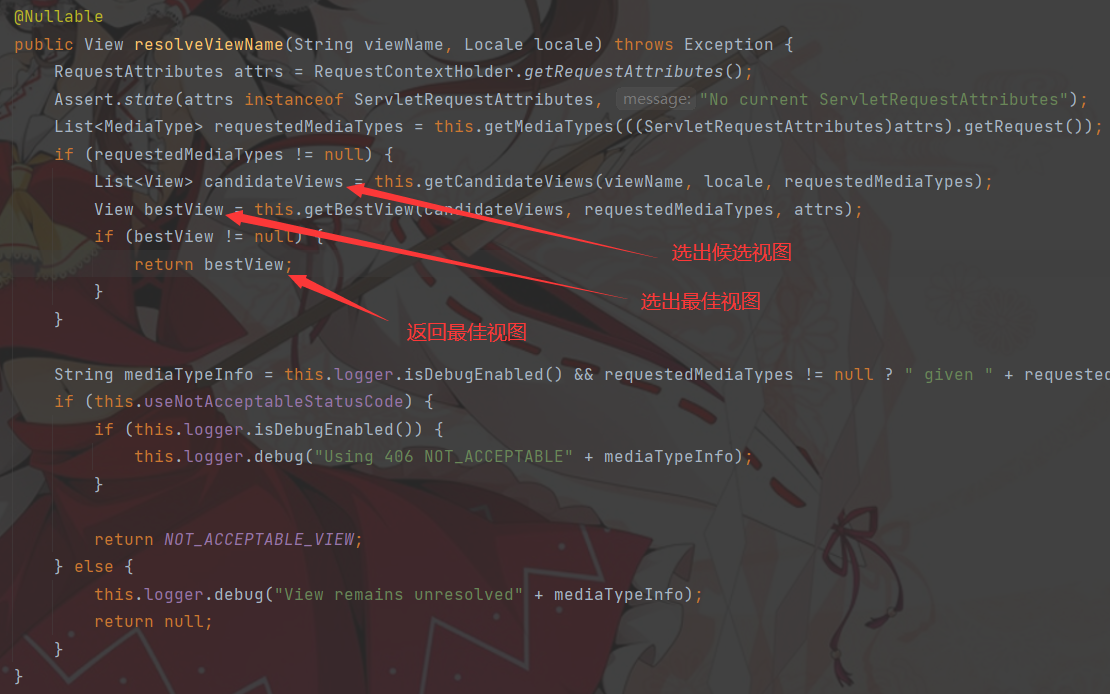 @Nullable
public View resolveViewName(String viewName, Locale locale) throws Exception {
    RequestAttributes attrs = RequestContextHolder.getRequestAttributes();
    Assert.state(attrs instanceof ServletRequestAttributes, message: "No current ServletRequestAttributes");
    List<MediaType> requestedMediaTypes = this.getMediaTypes(((ServletRequestAttributes)attrs).getRequest());
    if (requestedMediaTypes != null) {
        List<View> candidateViews = this.getCandidateViews(viewName, locale, requestedMediaTypes);
        View bestView = this.getBestView(candidateViews, requestedMediaTypes, attrs);
        if (bestView != null) {
选出候选视图
            return bestView;
        }
选出最佳视图
    }
返回最佳视图
    String mediaTypeInfo = this.logger.isDebugEnabled() && requestedMediaTypes != null ? " given " + requested
    if (this.useNotAcceptableStatusCode) {
        if (this.logger.isDebugEnabled()) {
            this.logger.debug("Using 406 NOT_ACCEPTABLE" + mediaTypeInfo);
        }
        return NOT_ACCEPTABLE_VIEW;
    } else {
        this.logger.debug("View remains unresolved" + mediaTypeInfo);
        return null;
    }
}